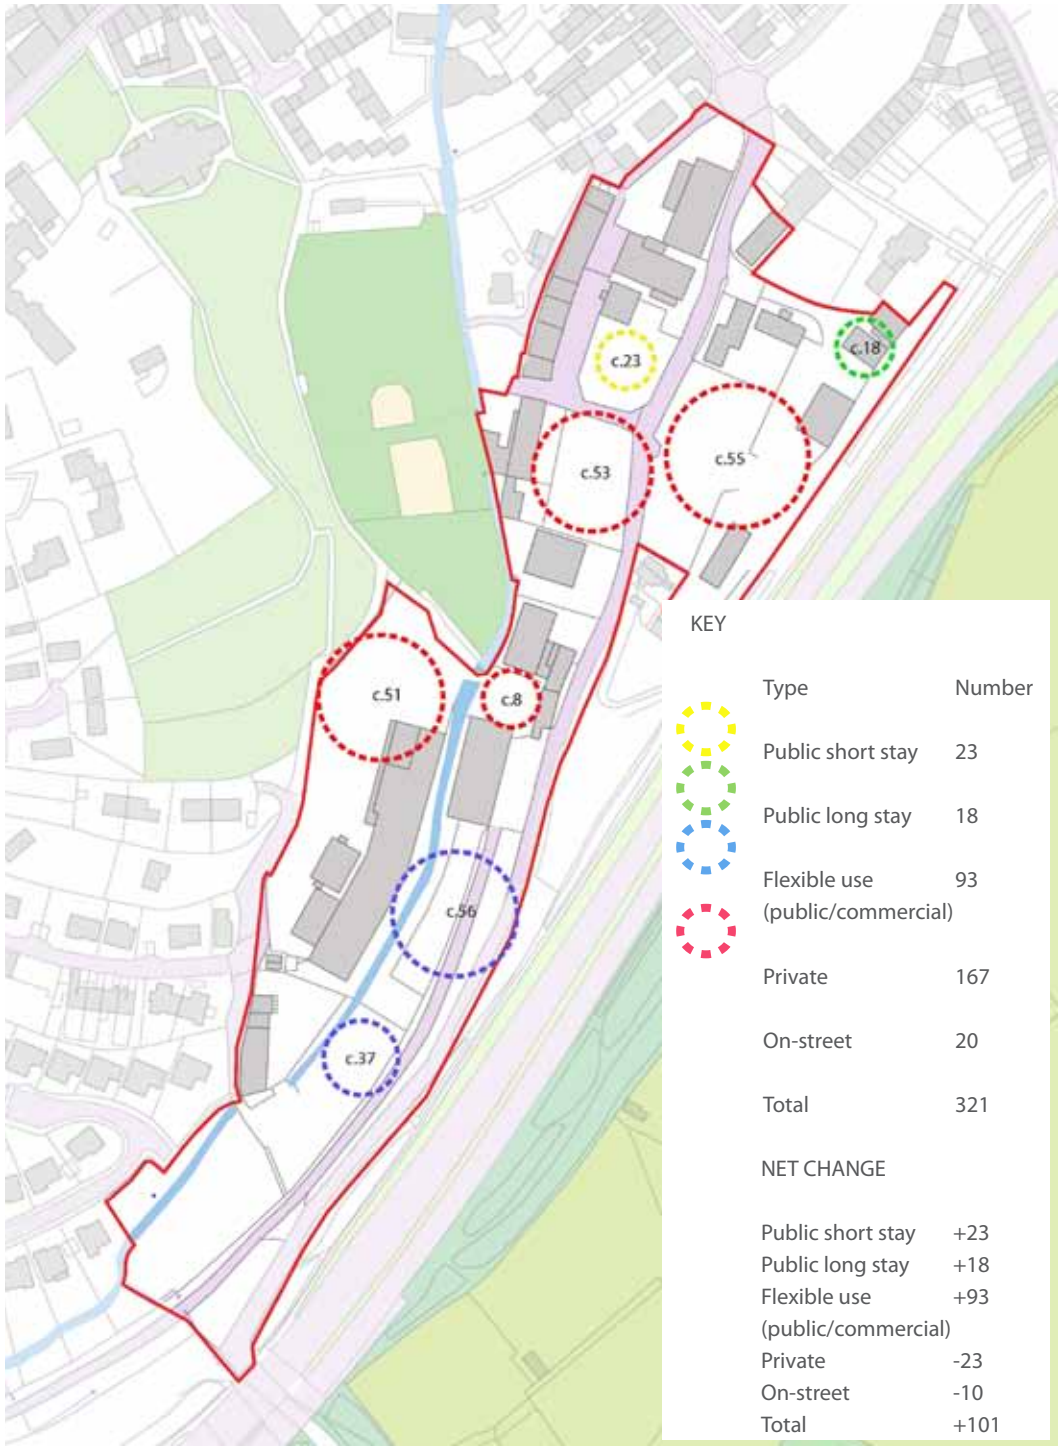 c.18
c.23
c.55
c.53
c.51
c.8
c.56
c.37
KEY
Type Number
Public short stay 23
Public long stay 18
Flexible use 93
(public/commercial)
Private 167
On-street 20
Total 321
NET CHANGE
Public short stay +23
Public long stay +18
Flexible use +93
(public/commercial)
Private -23
On-street -10
Total +101